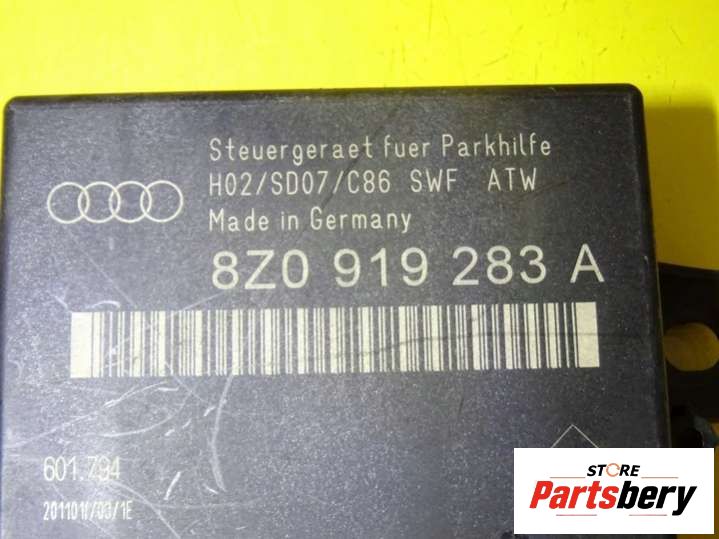 Steuergeraet fuer Parkhilfe
H02/SD07/C86 SWF ATW
Made in Germany
8Z0 919 283 A
601.794
STORE
Partsbery